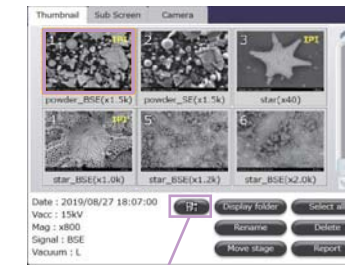 Thumbnail Sub Screen Camera
1 IPI 2 3 IPI
powder_BSE(x1.5k) powder_SE(x1.5k) star(x40)
4 IPI 5 6
star_BSE(x1.0k) star_BSE(x1.2k) star_BSE(x2.0k)
Date : 2019/08/27 18:07:00 Display folder Select all
Vacc : 15kV
Mag : x800 Rename Delete
Signal : BSE
Vacuum : L Move stage Report